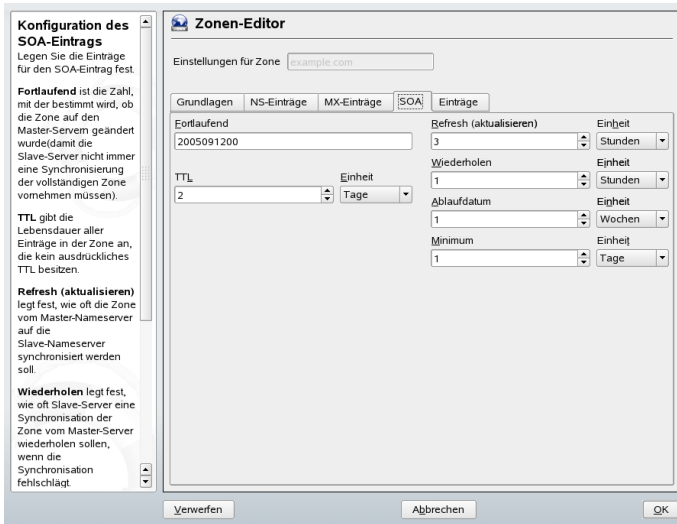 Konfiguration des
SOA-Eintrags
Legen Sie die Einträge
für den SOA-Eintrag fest.
Fortlaufend ist die Zahl,
mit der bestimmt wird, ob
die Zone auf den
Master-Servern geändert
wurde(damit die
Slave-Server nicht immer
eine Synchronisierung
der vollständigen Zone
vornehmen müssen).
TTL gibt die
Lebensdauer aller
Einträge in der Zone an,
die kein ausdrückliches
TTL besitzen.
Refresh (aktualisieren)
legt fest, wie oft die Zone
vom Master-Nameserver
auf die
Slave-Nameserver
synchronisiert werden
soll.
Wiederholen legt fest,
wie oft Slave-Server eine
Synchronisation der
Zone vom Master-Server
wiederholen sollen,
wenn die
Synchronisation
fehlschlägt.
Zonen-Editor
Einstellungen für Zone example.com
Grundlagen NS-Einträge MX-Einträge SOA Einträge
Fortlaufend
2005091200
TTL Einheit
2 Tage
Refresh (aktualisieren) Einheit
3 Stunden
Wiederholen Einheit
1 Stunden
Ablaufdatum Einheit
1 Wochen
Minimum Einheit
1 Tage
Verwerfen Abbrechen OK